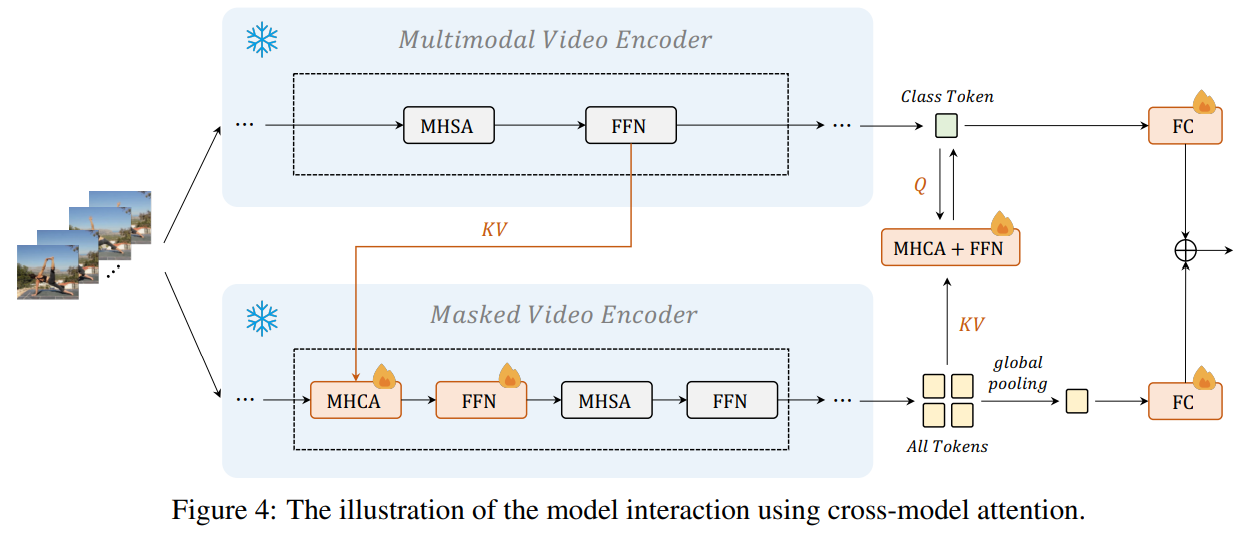 Multimodal Video Encoder
...
MHSA
FFN
...
Class Token
FC
Q
KV
MHCA + FFN
Masked Video Encoder
KV
global
pooling
...
MHCA
FFN
MHSA
FFN
...
FC
All Tokens
Figure 4: The illustration of the model interaction using cross-model attention.